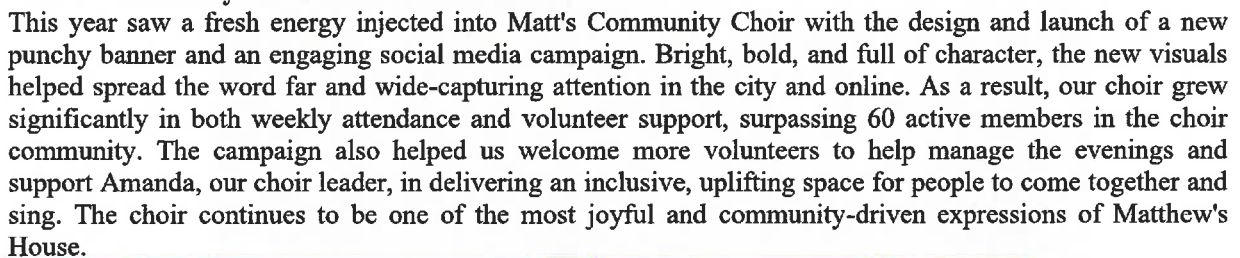 This year saw a fresh energy injected into Matt's Community Choir with the design and launch of a new
punchy banner and an engaging social media campaign. Bright, bold, and full of character, the new visuals
helped spread the word far and wide-capturing attention in the city and online. As a result, our choir grew
significantly in both weekly attendance and volunteer support, surpassing 60 active members in the choir
community. The campaign also helped us welcome more volunteers to help manage the evenings and
support Amanda, our choir leader, in delivering an inclusive, uplifting space for people to come together and
sing. The choir continues to be one of the most joyful and community-driven expressions of Matthew's
House.